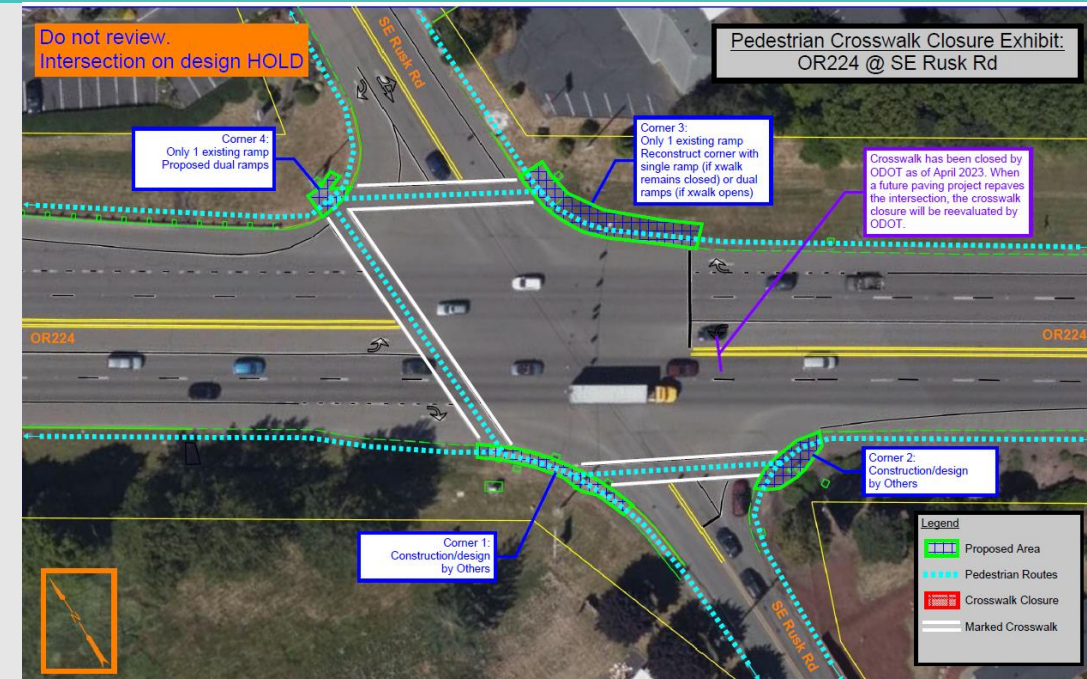 Do not review.
Intersection on design HOLD
Pedestrian Crosswalk Closure Exhibit:
OR224 @ SE Rusk Rd
SE Rusk Rd
Corner 4:
Only 1 existing ramp
Proposed dual ramps
Corner 3:
Only 1 existing ramp
Reconstruct corner with
single ramp (if xwalk
remains closed) or dual
ramps (if xwalk opens)
Crosswalk has been closed by
ODOT as of April 2023. When
a future paving project repaves
the intersection, the crosswalk
closure will be reevaluated by
ODOT.
OR224
OR224
Corner 2:
Construction/design
by Others
Corner 1:
Construction/design
by Others
SE Rusk Rd
Legend
Proposed Area
Pedestrian Routes
Crosswalk Closure
Marked Crosswalk
N